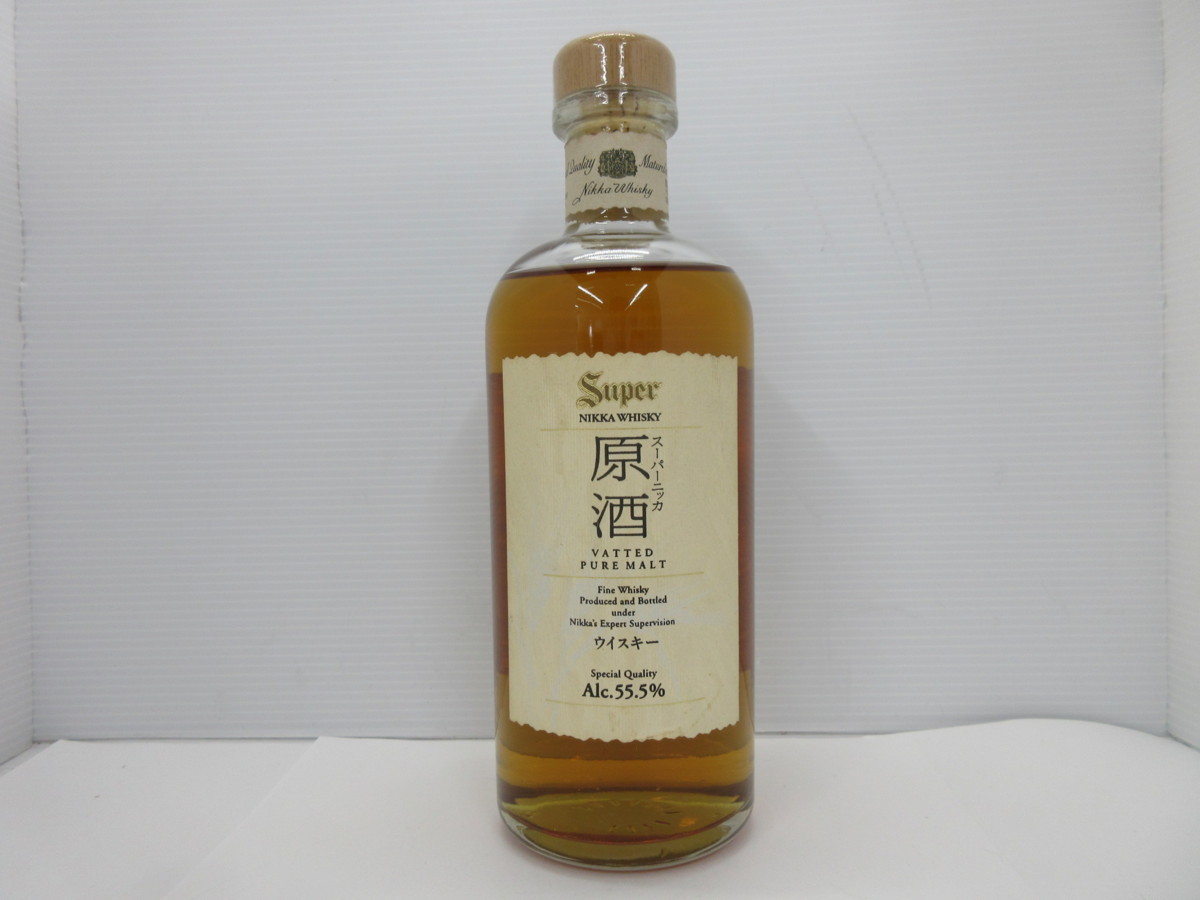 Quality Matured
Nikka Whisky
Super
NIKKA WHISKY
スーパーニッカ
原酒
VATTED
PURE MALT
Fine Whisky
Produced and Bottled
under
Nikka's Expert Supervision
ウイスキー
Special Quality
Alc.55.5%